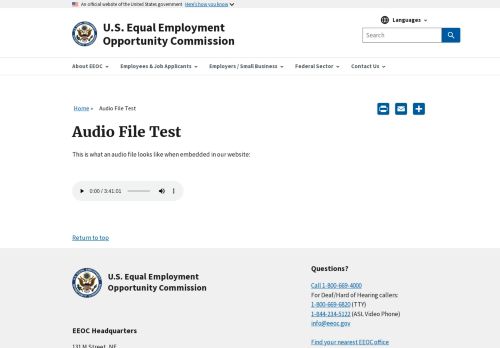 An official website of the United States government Here's how you know
U.S. Equal Employment
Opportunity Commission
Languages
Search
About EEOC
Employees & Job Applicants
Employers / Small Business
Federal Sector
Contact Us
Home » Audio File Test
Audio File Test
This is what an audio file looks like when embedded in our website:
0:00 / 3:41:01
Return to top
U.S. Equal Employment
Opportunity Commission
Questions?
Call 1-800-669-4000
For Deaf/Hard of Hearing callers:
1-800-669-6820 (TTY)
1-844-234-5122 (ASL Video Phone)
info@eeoc.gov
Find your nearest EEOC office
EEOC Headquarters
131 M Street, NE